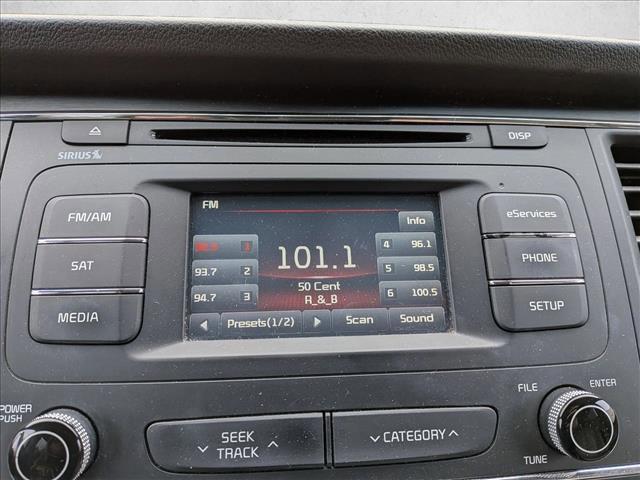 DISP
SIRIUS
FM/AM
SAT
MEDIA
FM
Info
1
93.7 2
94.7 3
101.1
50 Cent
R_&_B
4 96.1
5 98.5
6 100.5
Presets(1/2)
Scan
Sound
eServices
PHONE
SETUP
POWER
PUSH
SEEK
TRACK
CATEGORY
FILE
ENTER
TUNE